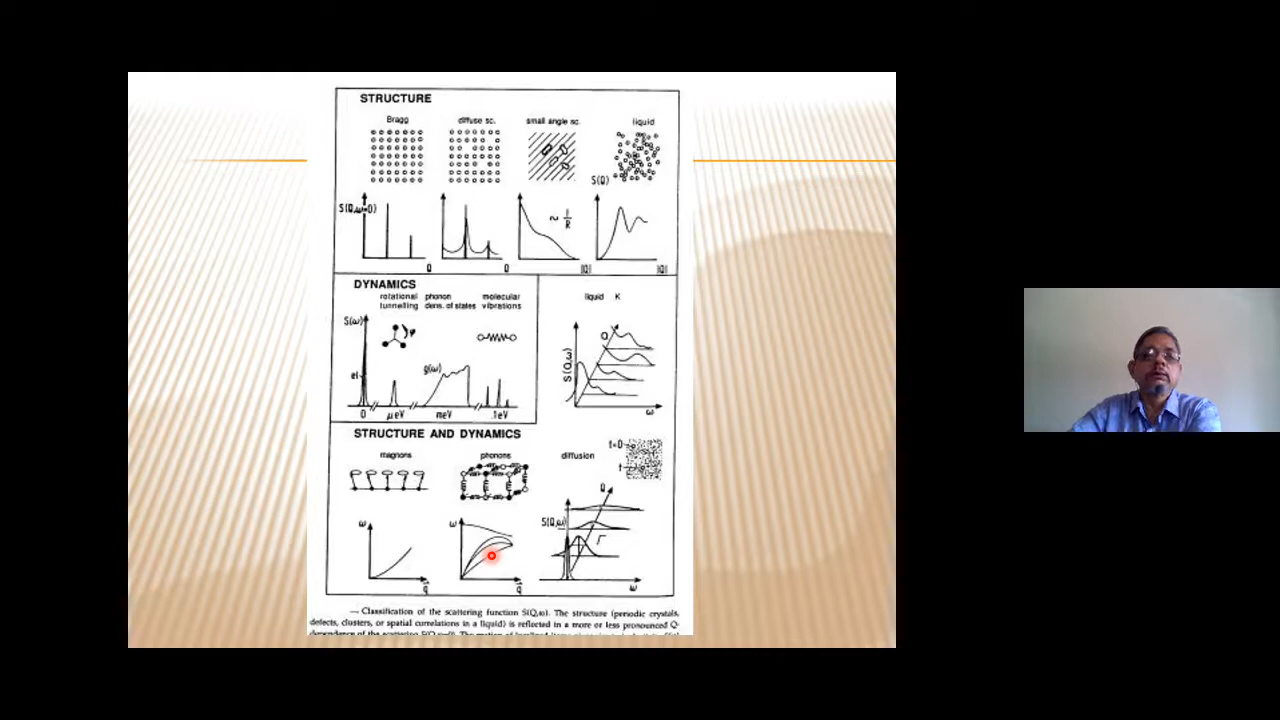 STRUCTURE
Bragg
diffuse sc.
small angle sc.
liquid
S(Q,ω=0)
Q
Q
~ 1/R
|Q|
S(Q)
|Q|
DYNAMICS
rotational tunnelling
phonon dens. of states
molecular vibrations
S(ω)
φ
el
g(ω)
0
μeV
meV
.1eV
liquid K
S(Q,ω)
Q
ω
STRUCTURE AND DYNAMICS
magnons
phonons
diffusion
t=0
t
ω
q
ω
q
S(Q,ω)
Q
Γ
ω
— Classification of the scattering function S(Q,ω). The structure (periodic crystals,
defects, clusters, or spatial correlations in a liquid) is reflected in a more or less pronounced Q-